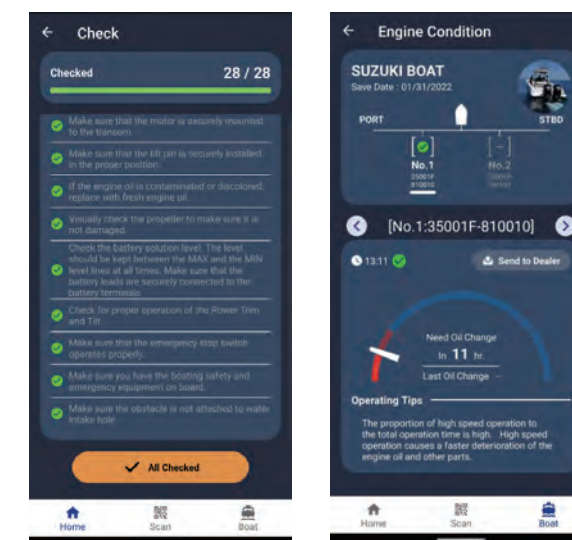 Check
Checked 28 / 28
Make sure that the motor is securely mounted
to the transom.
Make sure that the tilt pin is securely installed
in the proper position.
If the engine oil is contaminated or discolored,
replace with fresh engine oil.
Visually check the propeller to make sure it is
not damaged.
Check the battery solution level. The level
should be kept between the MAX and the MIN
level lines at all times. Make sure that the
battery leads are securely connected to the
battery terminals.
Check for proper operation of the Power Trim
and Tilt.
Make sure that the emergency stop switch
operates properly.
Make sure you have the boating safety and
emergency equipment on board.
Make sure the obstacle is not attached to water
intake hole.
All Checked
Home Scan Boat
Engine Condition
SUZUKI BOAT
Save Date : 01/31/2022
PORT STBD
No.1 No.2
35001F
810010
[No.1:35001F-810010]
13:11 Send to Dealer
Need Oil Change
In 11 hr.
Last Oil Change -
Operating Tips
The proportion of high speed operation to
the total operation time is high. High speed
operation causes a faster deterioration of the
engine oil and other parts.
Home Scan Boat